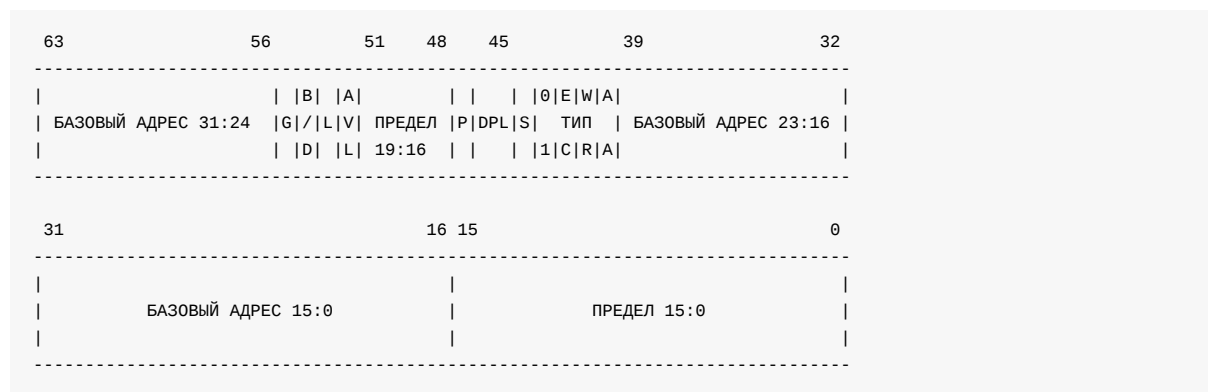 63                   56         51    48    45           39                  32
--------------------------------------------------------------------------------
|                       | |B| |A|        | |   | |0|E|W|A|                      |
| БАЗОВЫЙ АДРЕС 31:24  |G|/|L|V| ПРЕДЕЛ |P|DPL|S|  ТИП  | БАЗОВЫЙ АДРЕС 23:16 |
|                       | |D| |L| 19:16  | |   | |1|C|R|A|                      |
--------------------------------------------------------------------------------
31                                     16 15                                   0
--------------------------------------------------------------------------------
|                                        |                                      |
|          БАЗОВЫЙ АДРЕС 15:0           |             ПРЕДЕЛ 15:0             |
|                                        |                                      |
--------------------------------------------------------------------------------